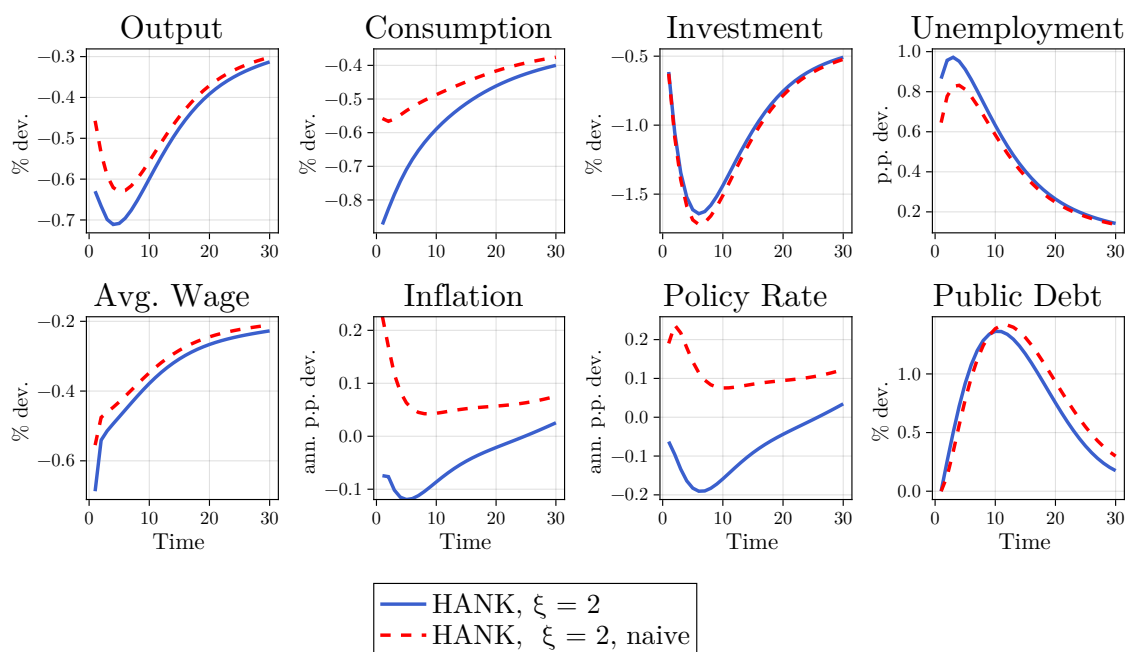 Output
Consumption
Investment
Unemployment
% dev.
−0.3
−0.4
−0.5
−0.6
−0.7
0
10
20
30
% dev.
−0.4
−0.5
−0.6
−0.7
−0.8
0
10
20
30
% dev.
−0.5
−1.0
−1.5
0
10
20
30
p.p. dev.
1.0
0.8
0.6
0.4
0.2
0
10
20
30
Avg. Wage
Inflation
Policy Rate
Public Debt
% dev.
−0.2
−0.4
−0.6
0
10
20
30
Time
ann. p.p. dev.
0.2
0.1
0.0
−0.1
0
10
20
30
Time
ann. p.p. dev.
0.2
0.1
0.0
−0.1
−0.2
0
10
20
30
Time
% dev.
1.0
0.5
0.0
0
10
20
30
Time
HANK, ξ = 2
HANK, ξ = 2, naive